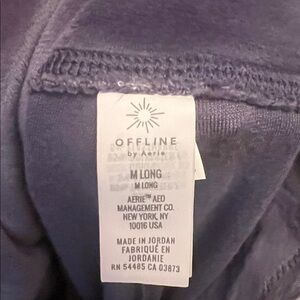 OFFLINE
by Aerie
M LONG
M LONG
AERIE™ AEO
MANAGEMENT CO.
NEW YORK, NY
10016 USA
MADE IN JORDAN
FABRIQUÉ EN
JORDANIE
RN 54485 CA 03873